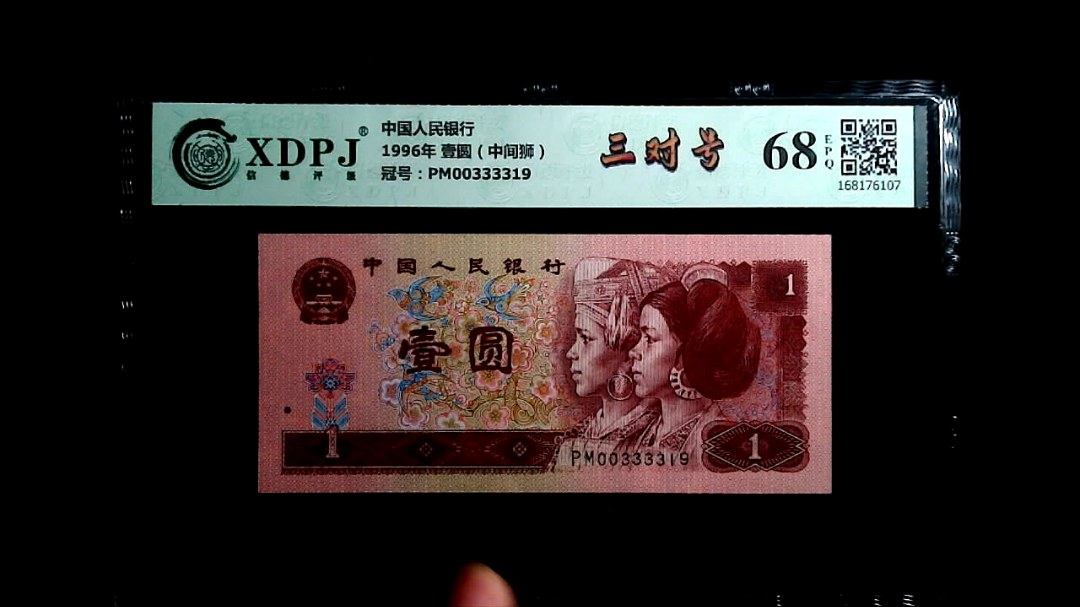 XDPJ®
信德评级
中国人民银行
1996年 壹圆（中间狮）
冠号：PM00333319
三对号
68
EPQ
168176107
中国人民银行
1
壹圆
1
PM00333319
1